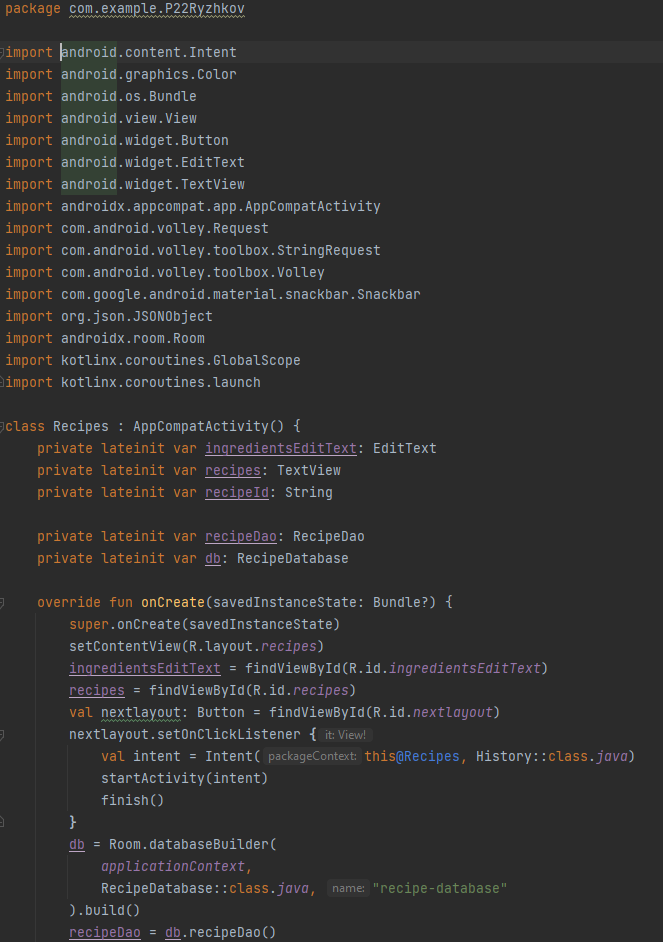 package com.example.P22Ryzhkov
import android.content.Intent
import android.graphics.Color
import android.os.Bundle
import android.view.View
import android.widget.Button
import android.widget.EditText
import android.widget.TextView
import androidx.appcompat.app.AppCompatActivity
import com.android.volley.Request
import com.android.volley.toolbox.StringRequest
import com.android.volley.toolbox.Volley
import com.google.android.material.snackbar.Snackbar
import org.json.JSONObject
import androidx.room.Room
import kotlinx.coroutines.GlobalScope
import kotlinx.coroutines.launch
class Recipes : AppCompatActivity() {
private lateinit var ingredientsEditText: EditText
private lateinit var recipes: TextView
private lateinit var recipeId: String
private lateinit var recipeDao: RecipeDao
private lateinit var db: RecipeDatabase
override fun onCreate(savedInstanceState: Bundle?) {
super.onCreate(savedInstanceState)
setContentView(R.layout.recipes)
ingredientsEditText = findViewById(R.id.ingredientsEditText)
recipes = findViewById(R.id.recipes)
val nextlayout: Button = findViewById(R.id.nextlayout)
nextlayout.setOnClickListener { it: View!
val intent = Intent( packageContext: this@Recipes, History::class.java)
startActivity(intent)
finish()
}
db = Room.databaseBuilder(
applicationContext,
RecipeDatabase::class.java, name: "recipe-database"
).build()
recipeDao = db.recipeDao()